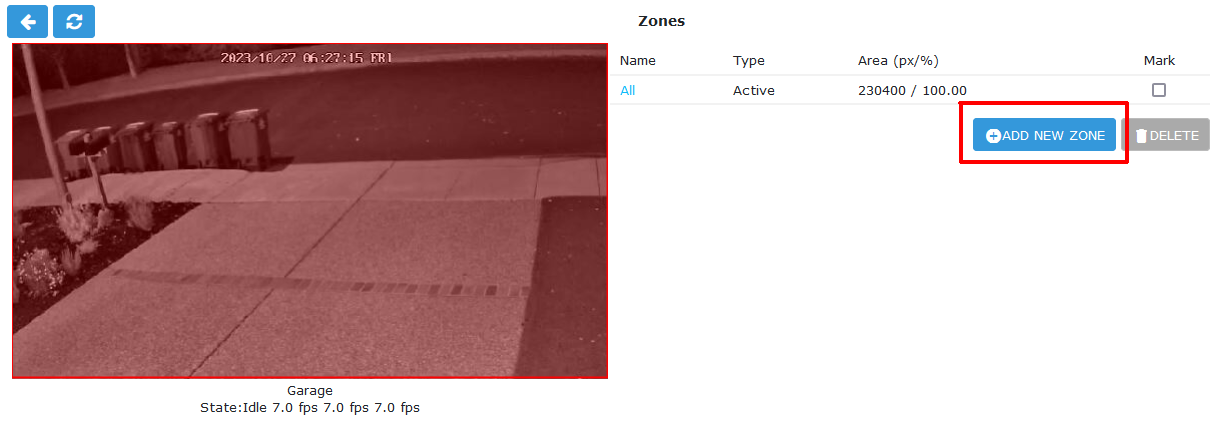 Zones
2023/10/27 06:27:15 FRI
Name Type Area (px/%) Mark
All Active 230400 / 100.00
ADD NEW ZONE DELETE
Garage
State:Idle 7.0 fps 7.0 fps 7.0 fps